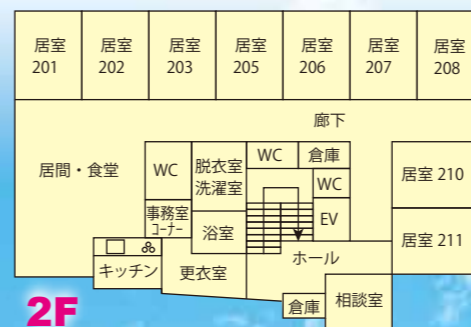 居室
201
居室
202
居室
203
居室
205
居室
206
居室
207
居室
208
廊下
居間・食堂
WC
脱衣室
洗濯室
WC
倉庫
WC
居室 210
事務室
コーナー
浴室
EV
居室 211
キッチン
更衣室
ホール
倉庫
相談室
2F